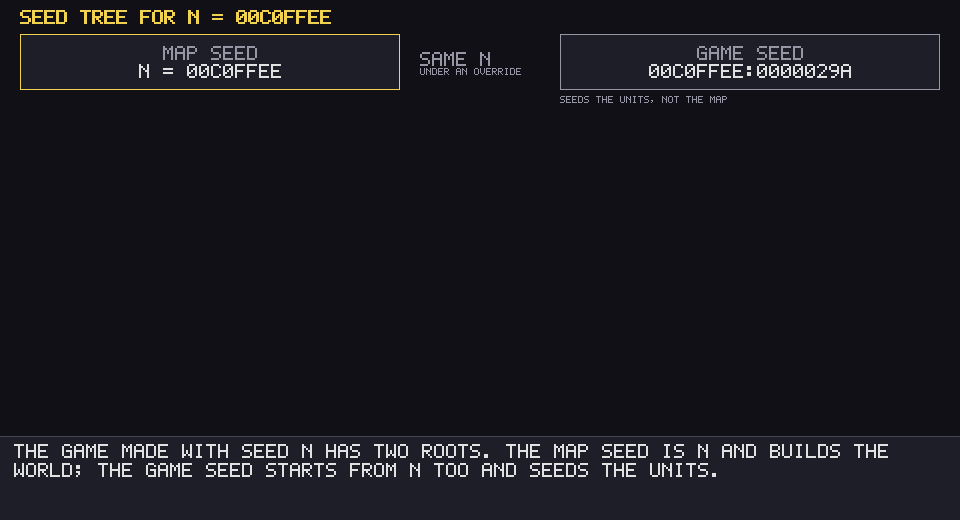 SEED TREE FOR N = 00C0FFEE
MAP SEED
N = 00C0FFEE
SAME N
UNDER AN OVERRIDE
GAME SEED
00C0FFEE:0000029A
SEEDS THE UNITS, NOT THE MAP
THE GAME MADE WITH SEED N HAS TWO ROOTS. THE MAP SEED IS N AND BUILDS THE
WORLD; THE GAME SEED STARTS FROM N TOO AND SEEDS THE UNITS.